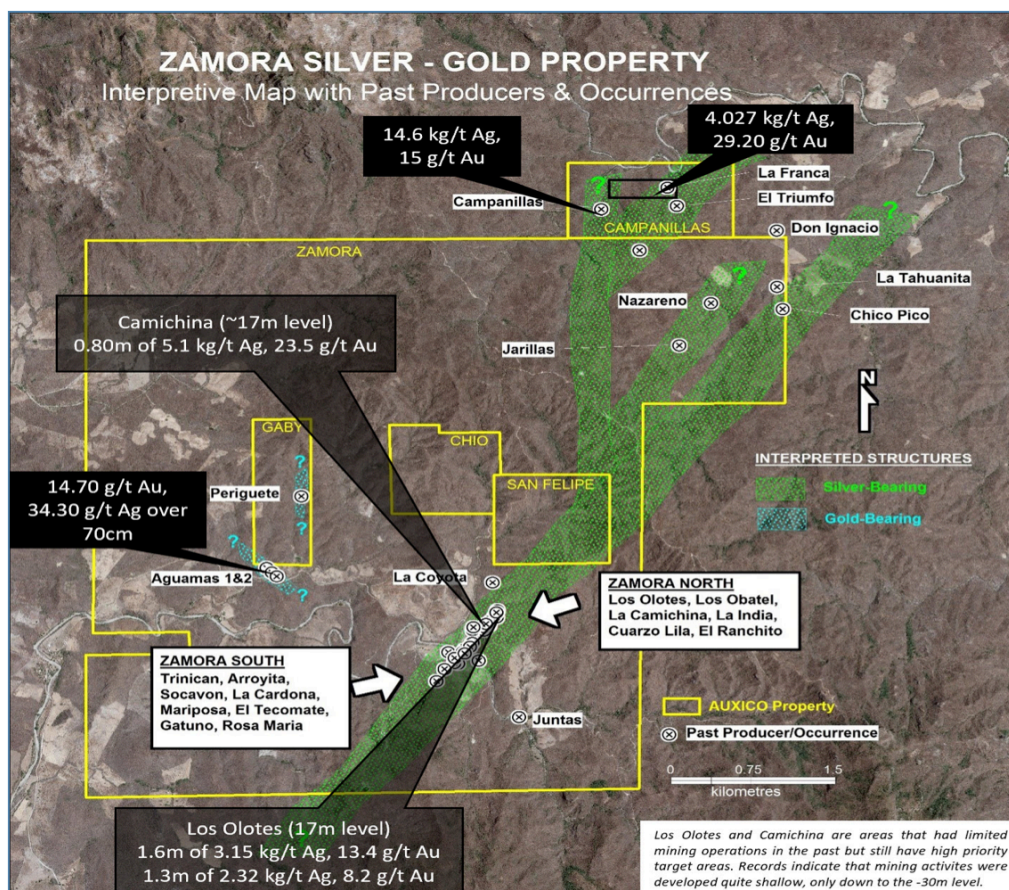 ZAMORA SILVER - GOLD PROPERTY
Interpretive Map with Past Producers & Occurrences
14.6 kg/t Ag,
15 g/t Au
4.027 kg/t Ag,
29.20 g/t Au
La Franca
El Triumfo
Campanillas
?
CAMPANILLAS
Don Ignacio
?
ZAMORA
La Tahuanita
?
Nazareno
Chico Pico
Camichina (~17m level)
0.80m of 5.1 kg/t Ag, 23.5 g/t Au
Jarillas
N
GABY
CHIO
INTERPRETED STRUCTURES
Silver-Bearing
Gold-Bearing
SAN FELIPE
14.70 g/t Au,
34.30 g/t Ag over
70cm
?
Periguete
?
?
Aguamas 1&2
?
La Coyota
ZAMORA NORTH
Los Olotes, Los Obatel,
La Camichina, La India,
Cuarzo Lila, El Ranchito
ZAMORA SOUTH
Trinican, Arroyita,
Socavon, La Cardona,
Mariposa, El Tecomate,
Gatuno, Rosa Maria
Juntas
AUXICO Property
Past Producer/Occurrence
0 0.75 1.5
kilometres
?
Los Olotes (17m level)
1.6m of 3.15 kg/t Ag, 13.4 g/t Au
1.3m of 2.32 kg/t Ag, 8.2 g/t Au
Los Olotes and Camichina are areas that had limited
mining operations in the past but still have high priority
target areas. Records indicate that mining activites were
developed quite shallow, only down to the -30m level.